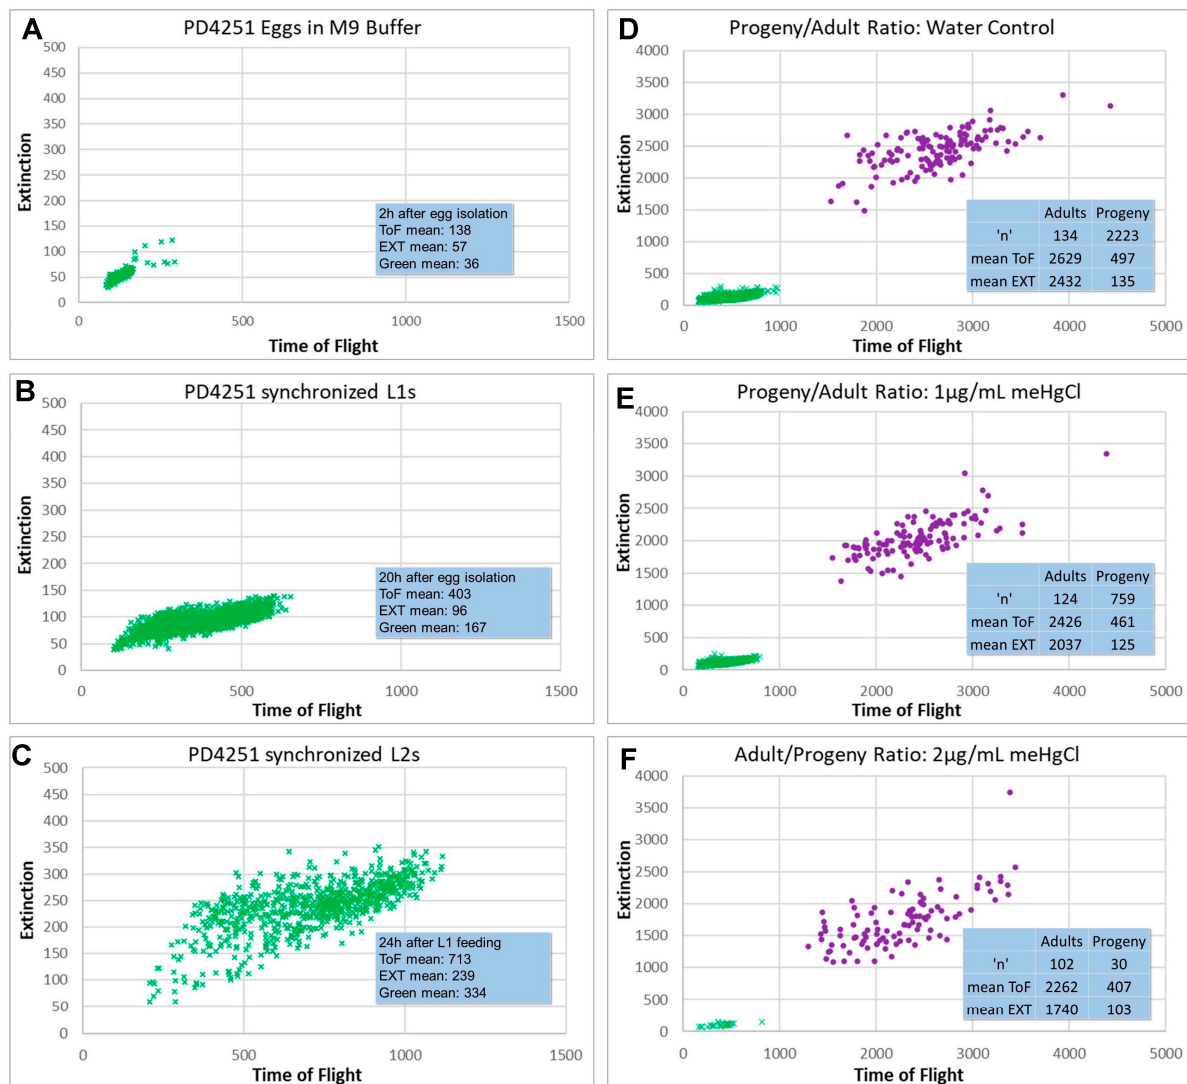 A
PD4251 Eggs in M9 Buffer
500
450
400
350
300
250
200
150
100
50
0
Extinction
2h after egg isolation
ToF mean: 138
EXT mean: 57
Green mean: 36
0 500 1000 1500
Time of Flight
B
PD4251 synchronized L1s
500
450
400
350
300
250
200
150
100
50
0
Extinction
20h after egg isolation
ToF mean: 403
EXT mean: 96
Green mean: 167
0 500 1000 1500
Time of Flight
C
PD4251 synchronized L2s
500
450
400
350
300
250
200
150
100
50
0
Extinction
24h after L1 feeding
ToF mean: 713
EXT mean: 239
Green mean: 334
0 500 1000 1500
Time of Flight
D
Progeny/Adult Ratio: Water Control
4000
3500
3000
2500
2000
1500
1000
500
0
Extinction
Adults Progeny
'n' 134 2223
mean ToF 2629 497
mean EXT 2432 135
0 1000 2000 3000 4000 5000
Time of Flight
E
Progeny/Adult Ratio: 1µg/mL meHgCl
4000
3500
3000
2500
2000
1500
1000
500
0
Extinction
Adults Progeny
'n' 124 759
mean ToF 2426 461
mean EXT 2037 125
0 1000 2000 3000 4000 5000
Time of Flight
F
Adult/Progeny Ratio: 2µg/mL meHgCl
4000
3500
3000
2500
2000
1500
1000
500
0
Extinction
Adults Progeny
'n' 102 30
mean ToF 2262 407
mean EXT 1740 103
0 1000 2000 3000 4000 5000
Time of Flight